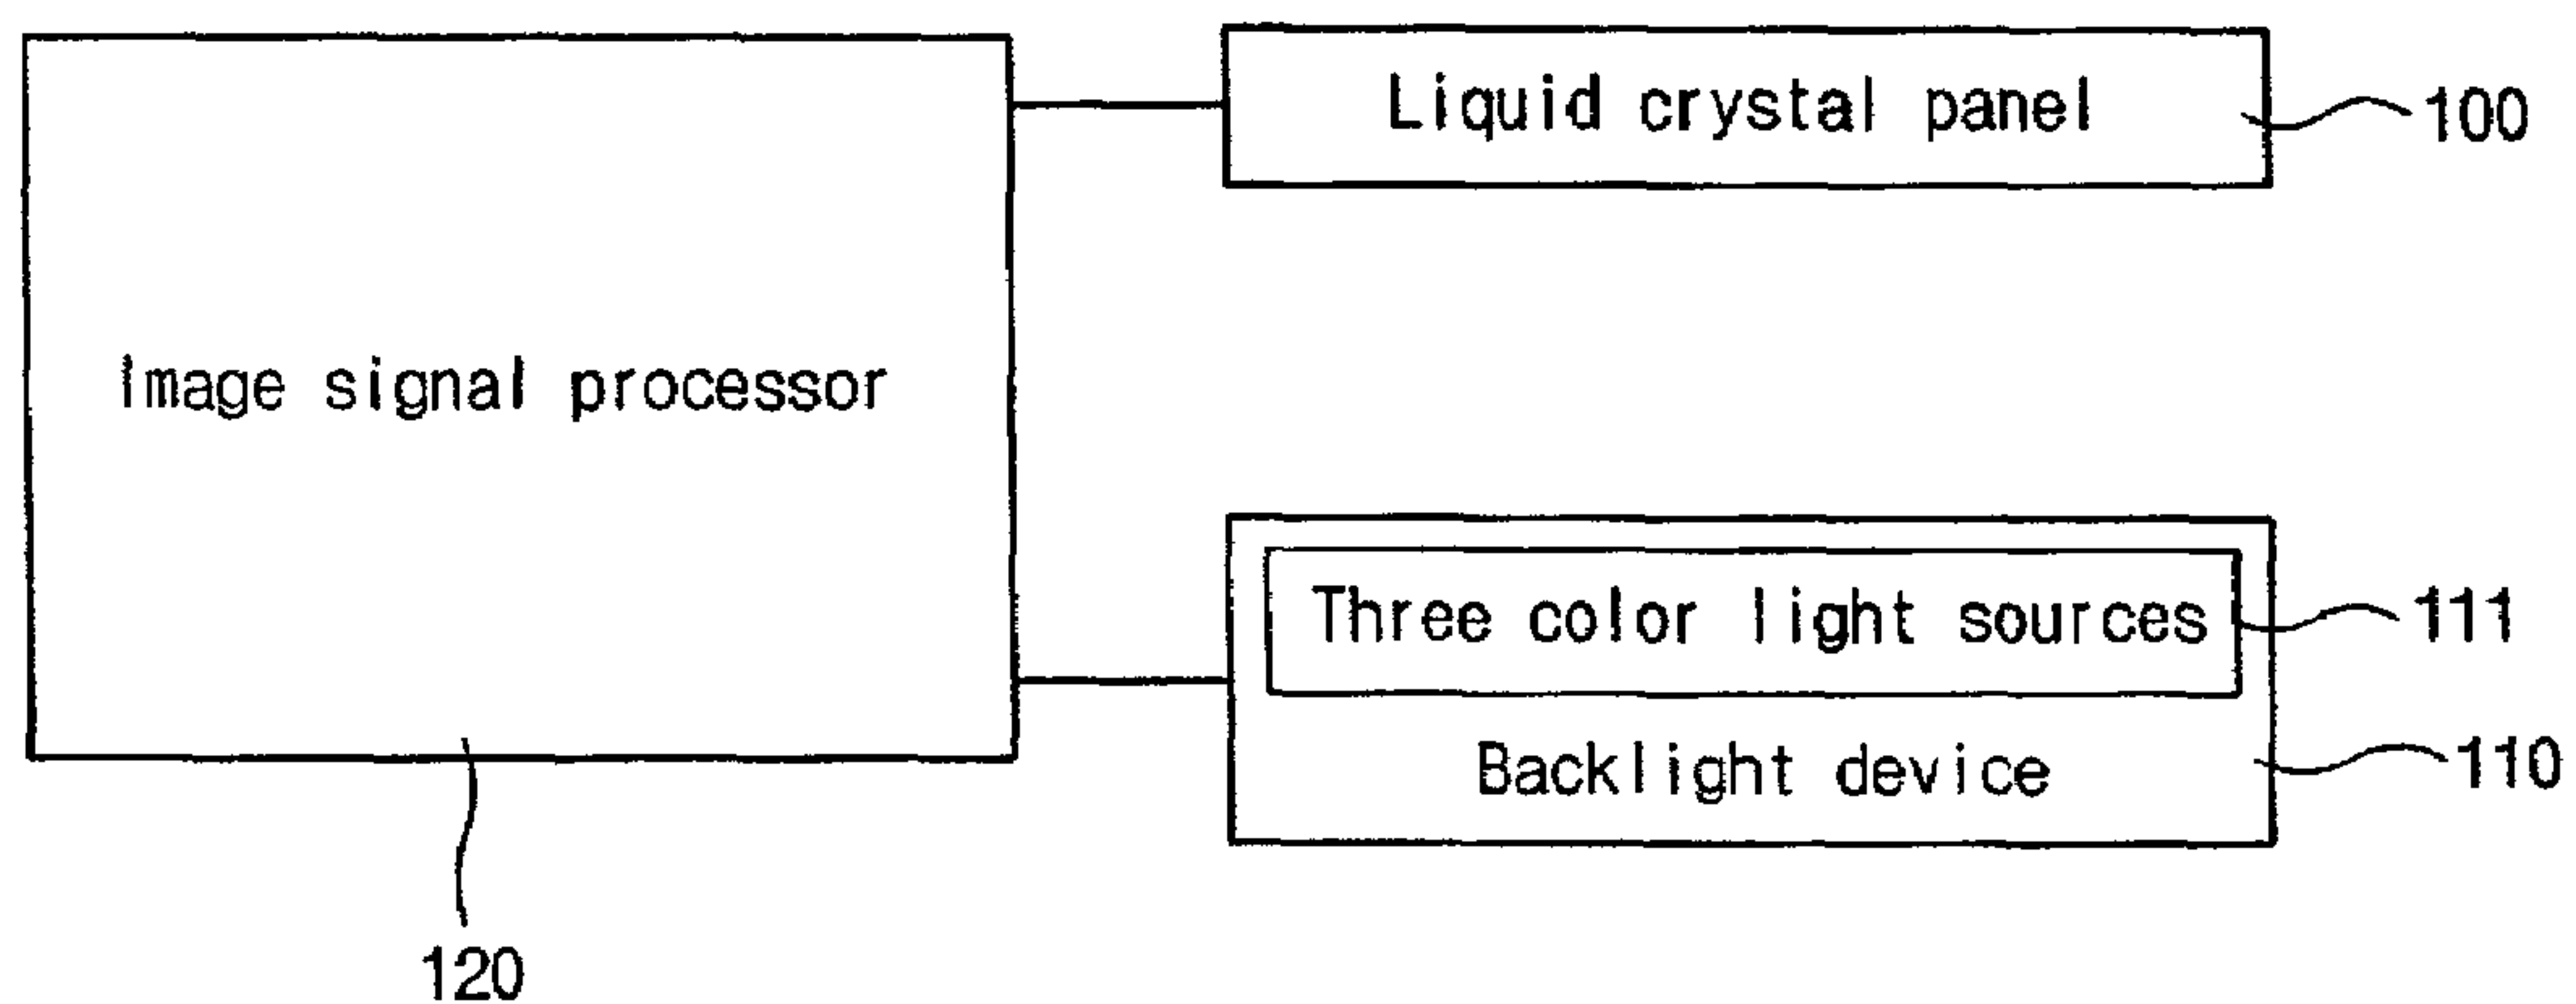 Liquid crystal panel
100
Image signal processor
Three color light sources
111
Backlight device
110
120